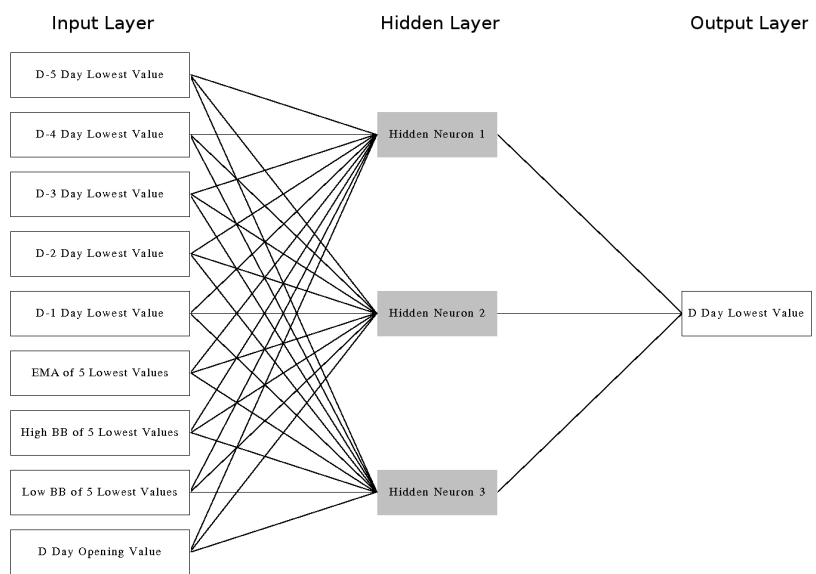 Input Layer
Hidden Layer
Output Layer
D-5 Day Lowest Value
D-4 Day Lowest Value
D-3 Day Lowest Value
D-2 Day Lowest Value
D-1 Day Lowest Value
EMA of 5 Lowest Values
High BB of 5 Lowest Values
Low BB of 5 Lowest Values
D Day Opening Value
Hidden Neuron 1
Hidden Neuron 2
Hidden Neuron 3
D Day Lowest Value